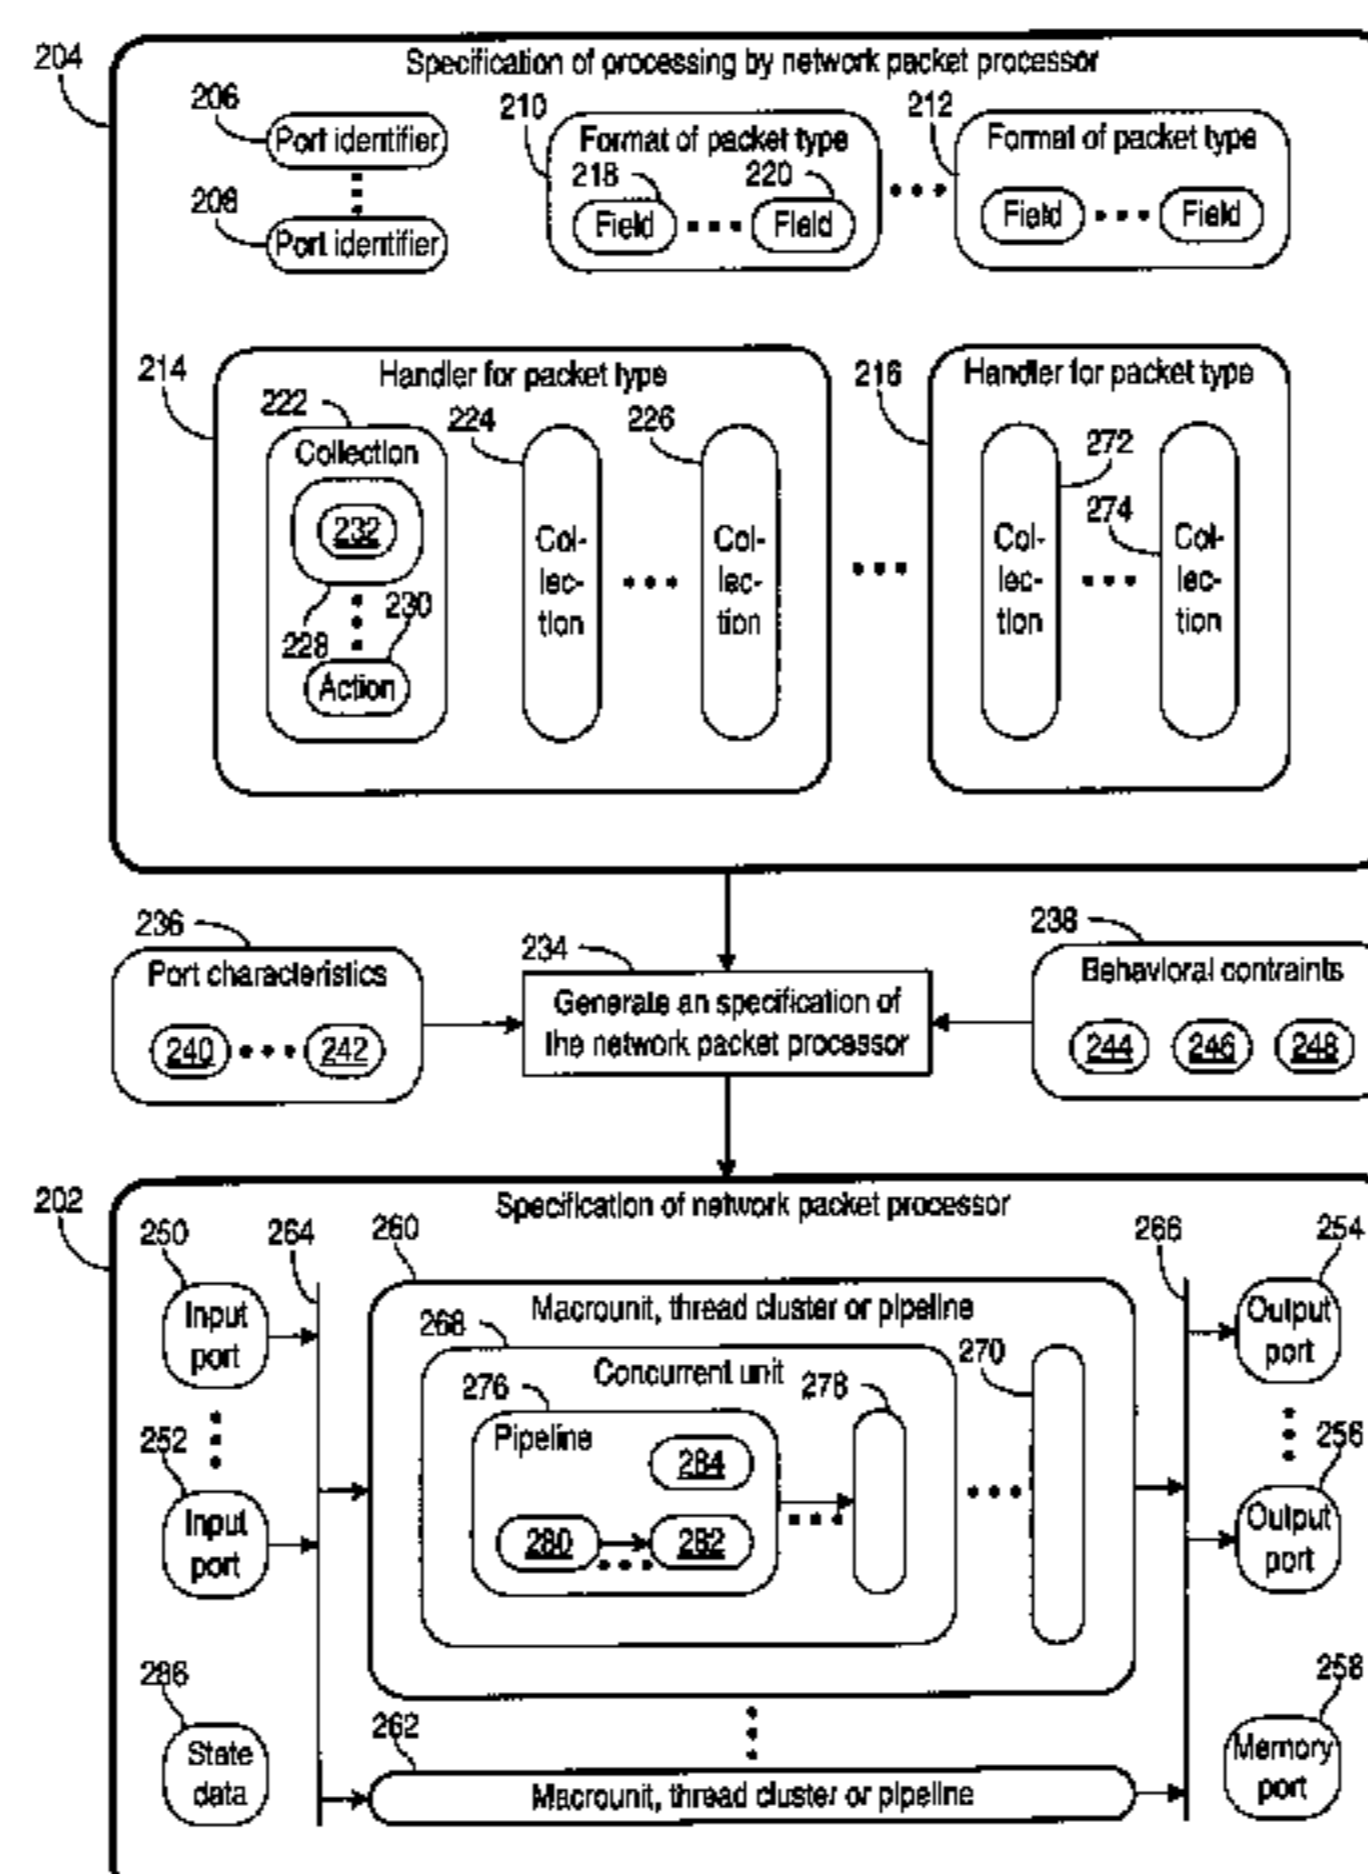 204
Specification of processing by network packet processor
206
Port identifier
208
Port identifier
210
Format of packet type
218
220
Field
Field
212
Format of packet type
Field
Field
214
Handler for packet type
222
Collection
232
228
230
Action
224
Col-
lec-
tion
226
Col-
lec-
tion
216
Handler for packet type
272
Col-
lec-
tion
274
Col-
lec-
tion
236
Port characteristics
240
242
234
Generate an specification of
the network packet processor
238
Behavioral contraints
244
246
248
202
Specification of network packet processor
250
Input
port
252
Input
port
286
State
data
264
260
Macrounit, thread cluster or pipeline
268
Concurrent unit
276
Pipeline
284
280
282
278
270
262
Macrounit, thread cluster or pipeline
266
254
Output
port
256
Output
port
258
Memory
port